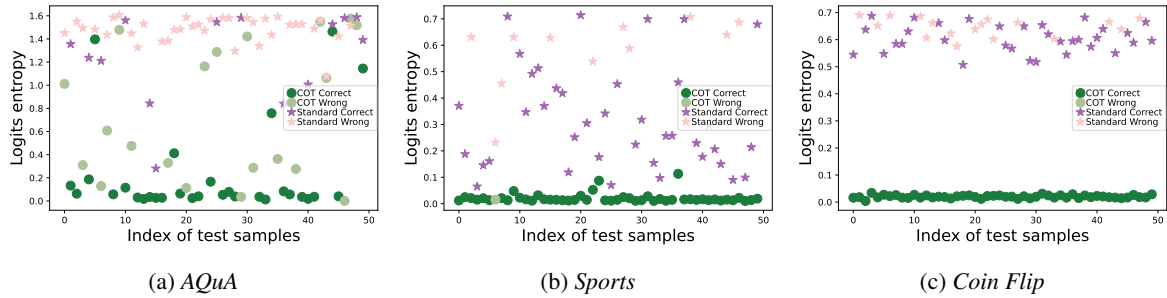 Logits entropy
1.6
1.4
1.2
1.0
0.8
0.6
0.4
0.2
0.0
COT Correct
COT Wrong
Standard Correct
Standard Wrong
0 10 20 30 40 50
Index of test samples
(a) AQuA
Logits entropy
0.7
0.6
0.5
0.4
0.3
0.2
0.1
0.0
COT Correct
COT Wrong
Standard Correct
Standard Wrong
0 10 20 30 40 50
Index of test samples
(b) Sports
Logits entropy
0.7
0.6
0.5
0.4
0.3
0.2
0.1
0.0
COT Correct
COT Wrong
Standard Correct
Standard Wrong
0 10 20 30 40 50
Index of test samples
(c) Coin Flip